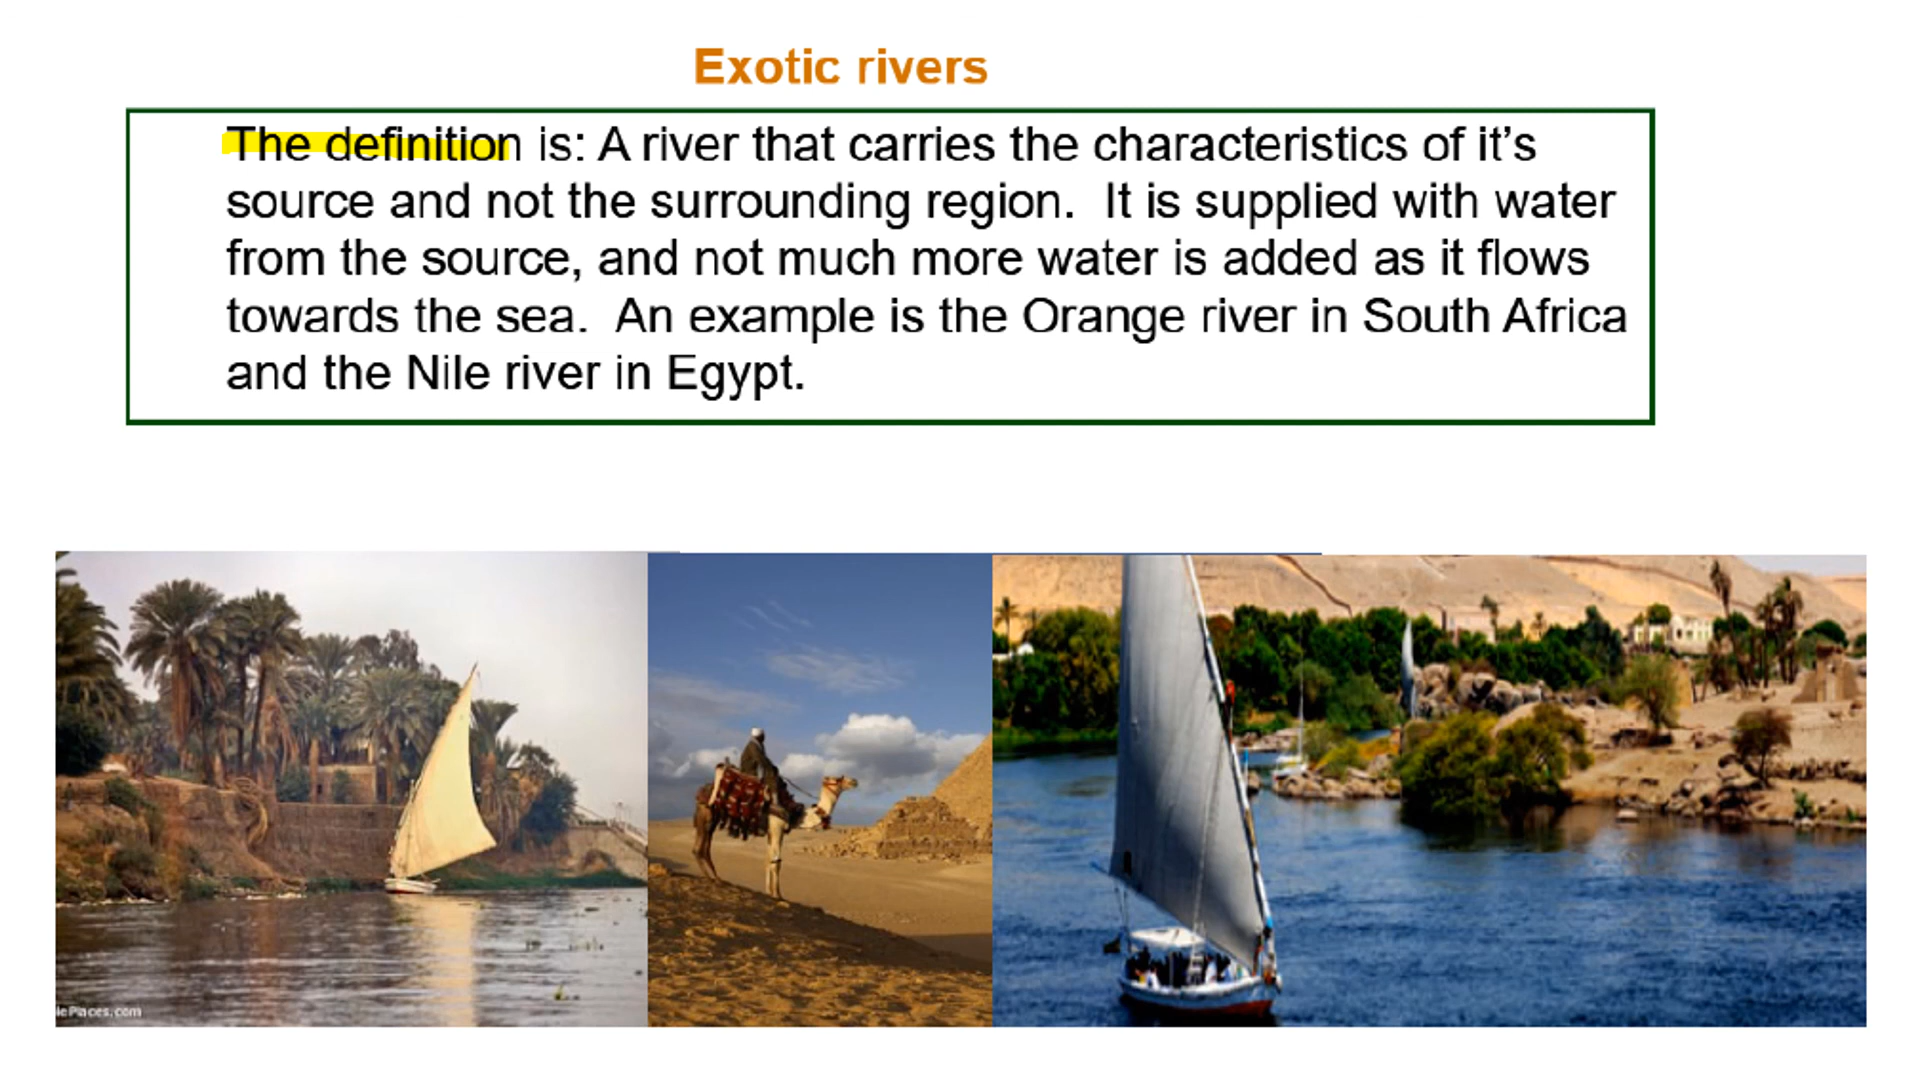 Exotic rivers
The definition is: A river that carries the characteristics of it’s
source and not the surrounding region.  It is supplied with water
from the source, and not much more water is added as it flows
towards the sea.  An example is the Orange river in South Africa
and the Nile river in Egypt.
lePlaces.com